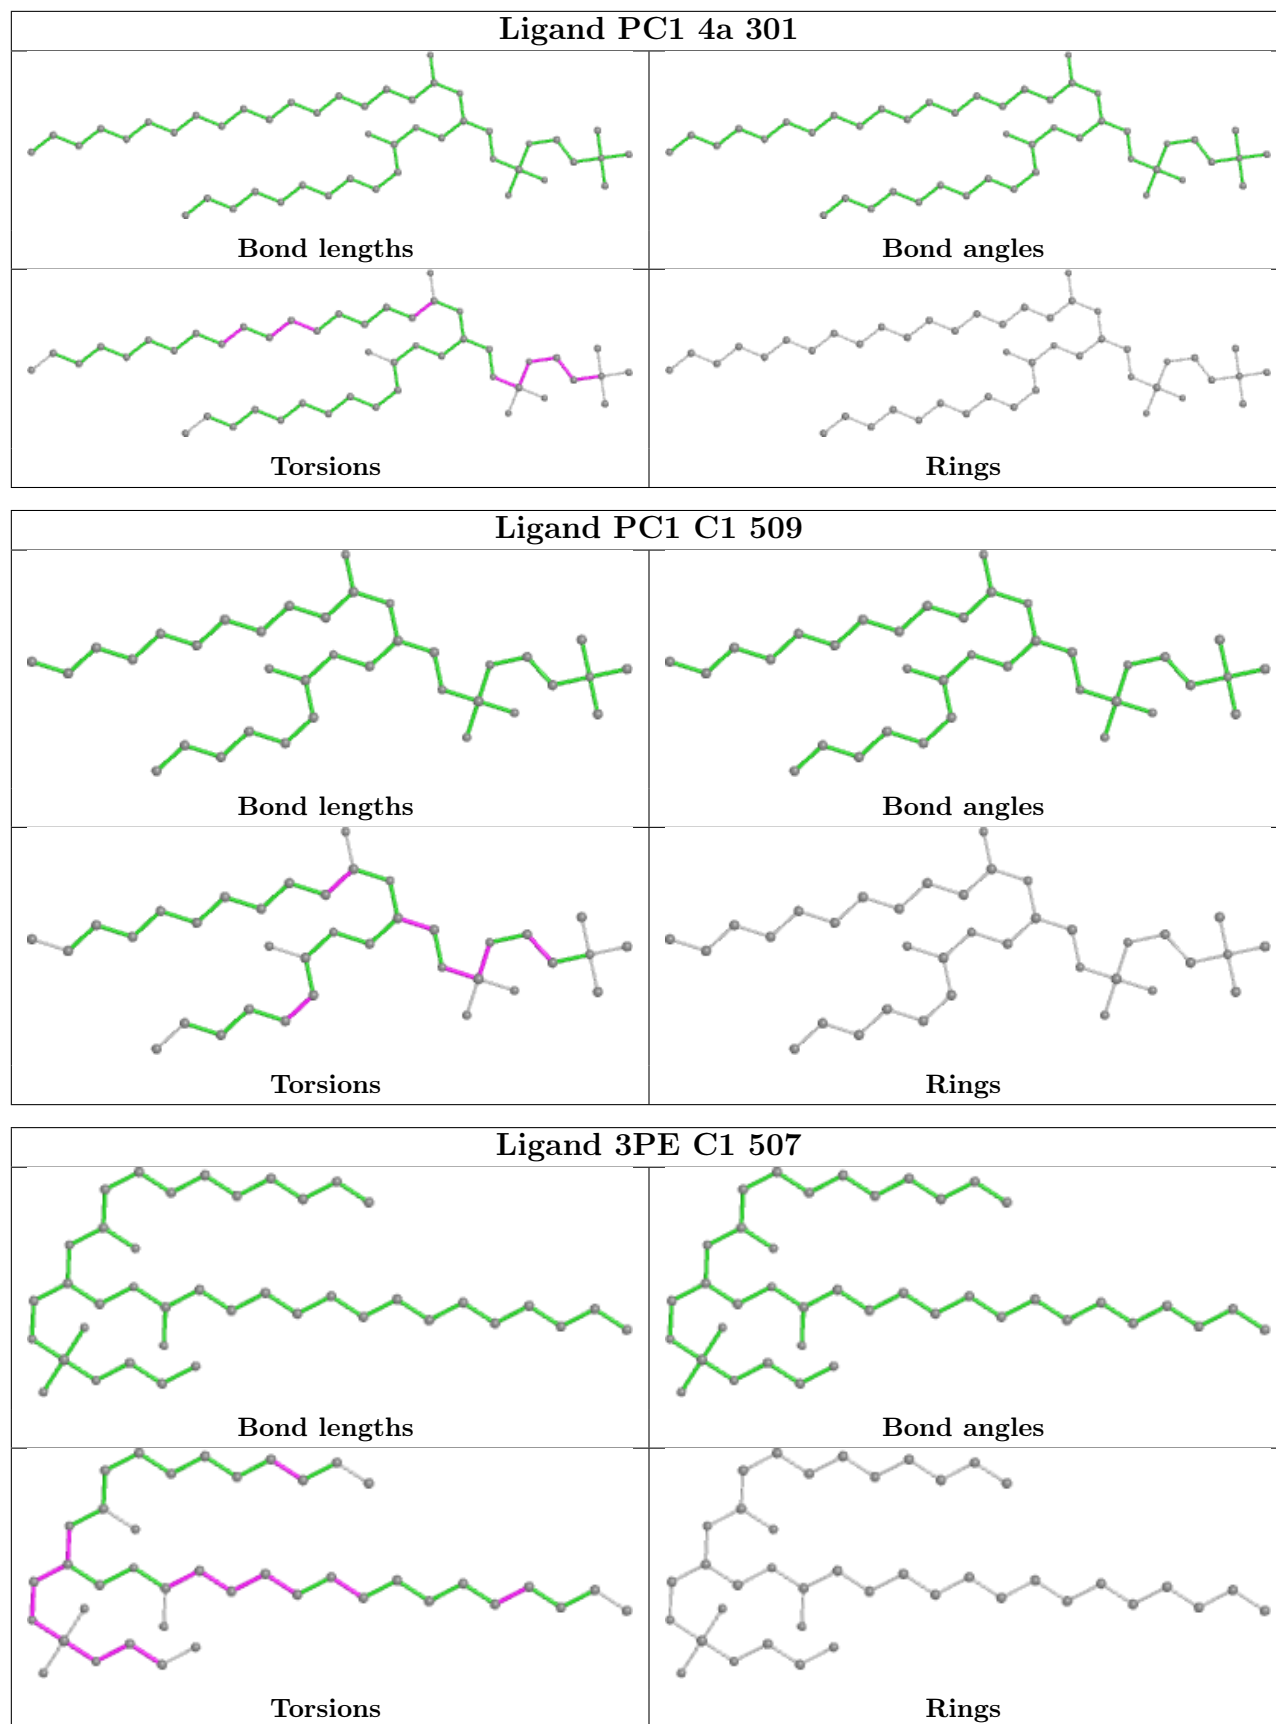 Ligand PC1 4a 301
Bond lengths
Bond angles
Torsions
Rings
Ligand PC1 C1 509
Bond lengths
Bond angles
Torsions
Rings
Ligand 3PE C1 507
Bond lengths
Bond angles
Torsions
Rings